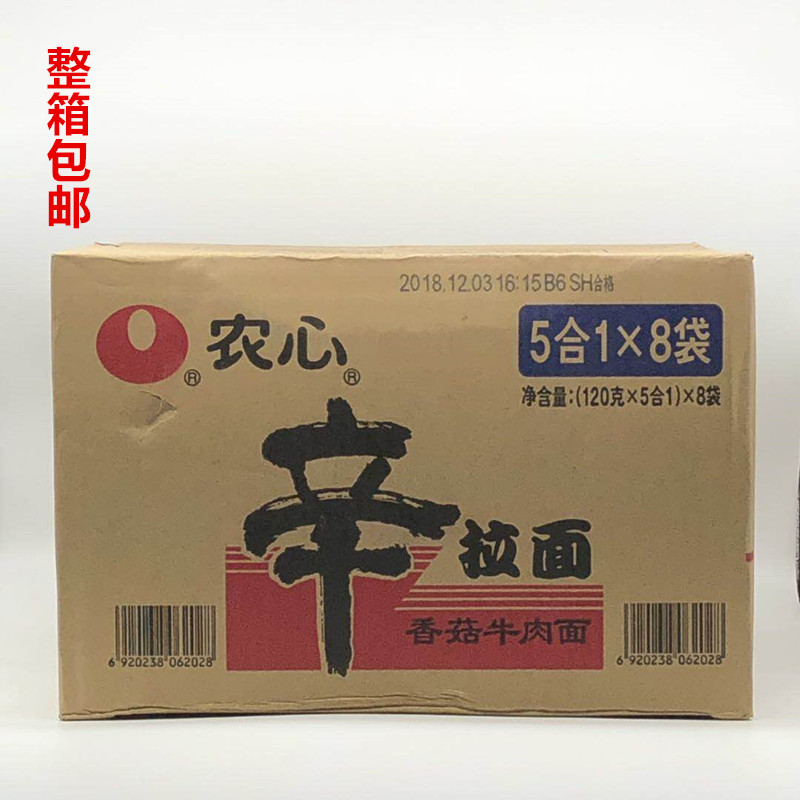 整箱包邮
2018.12.03 16:15 B6 SH合格
农心
®
®
5合1×8袋
净含量:(120克×5合1)×8袋
辛拉面
香菇牛肉面
6 920238 062028
6 920238 062028